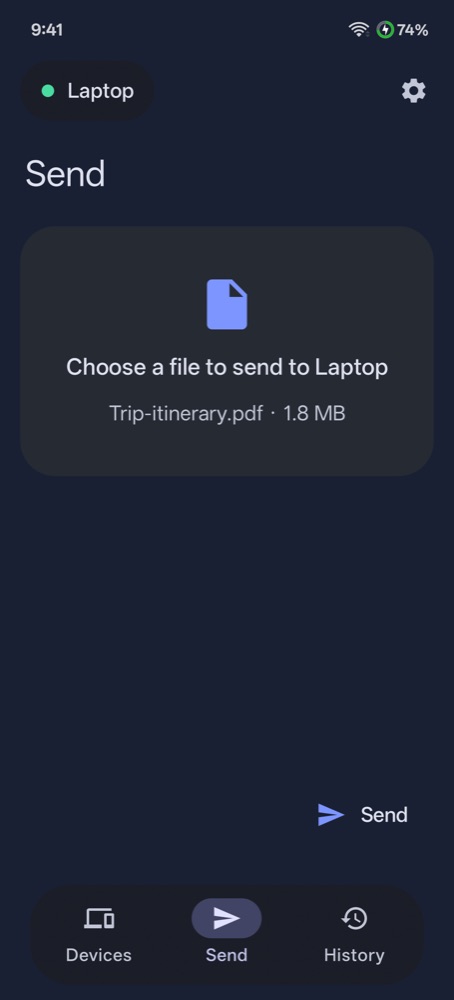 9:41
74%
Laptop
Send
Choose a file to send to Laptop
Trip-itinerary.pdf · 1.8 MB
Send
Devices
Send
History